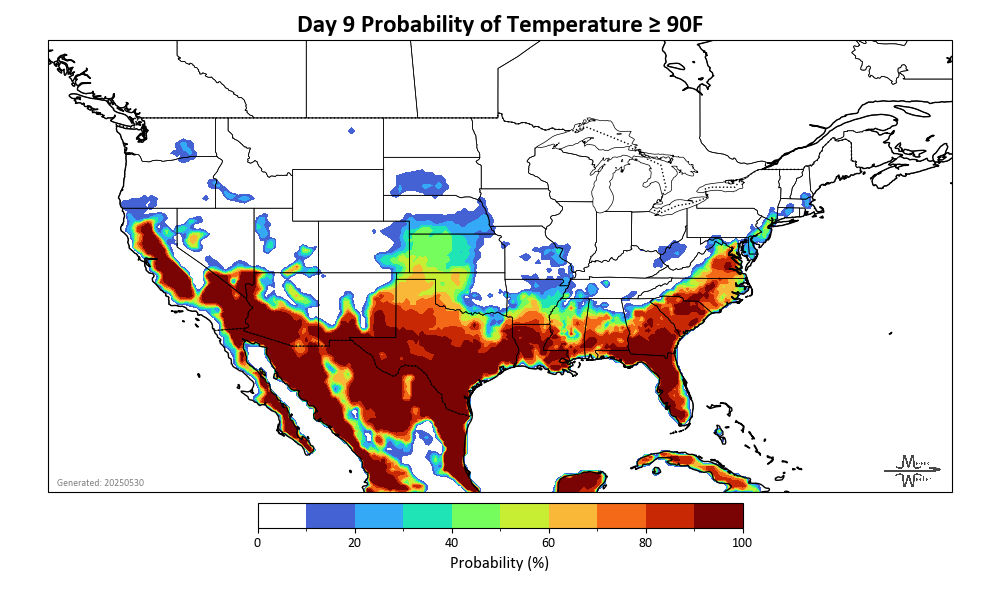 Day 9 Probability of Temperature ≥ 90F
Generated: 20250530
0 20 40 60 80 100
Probability (%)